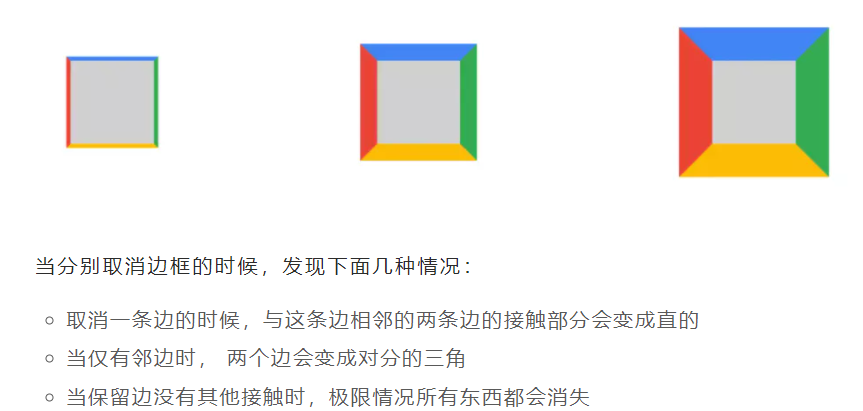 当分别取消边框的时候，发现下面几种情况：
取消一条边的时候，与这条边相邻的两条边的接触部分会变成直的
当仅有邻边时， 两个边会变成对分的三角
当保留边没有其他接触时，极限情况所有东西都会消失